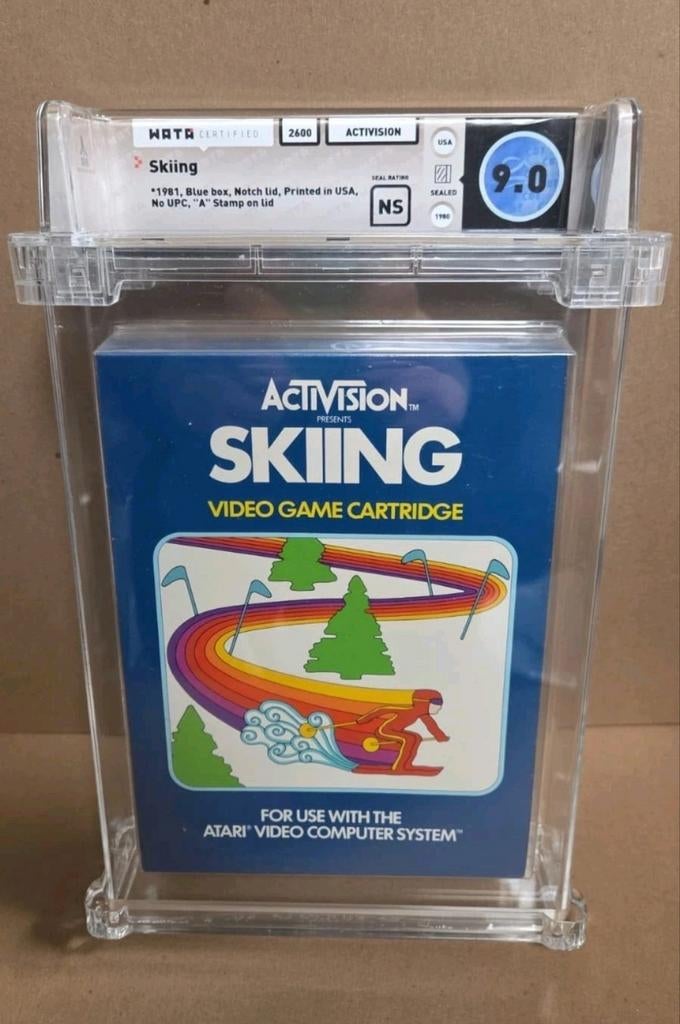 WATA CERTIFIED 2600 ACTIVISION USA
Skiing
SEAL RATING
*1981, Blue box, Notch lid, Printed in USA,
No UPC, "A" Stamp on lid
NS
SEALED
1980
9.0
ACTIVISION™
PRESENTS
SKIING
VIDEO GAME CARTRIDGE
FOR USE WITH THE
ATARI® VIDEO COMPUTER SYSTEM™